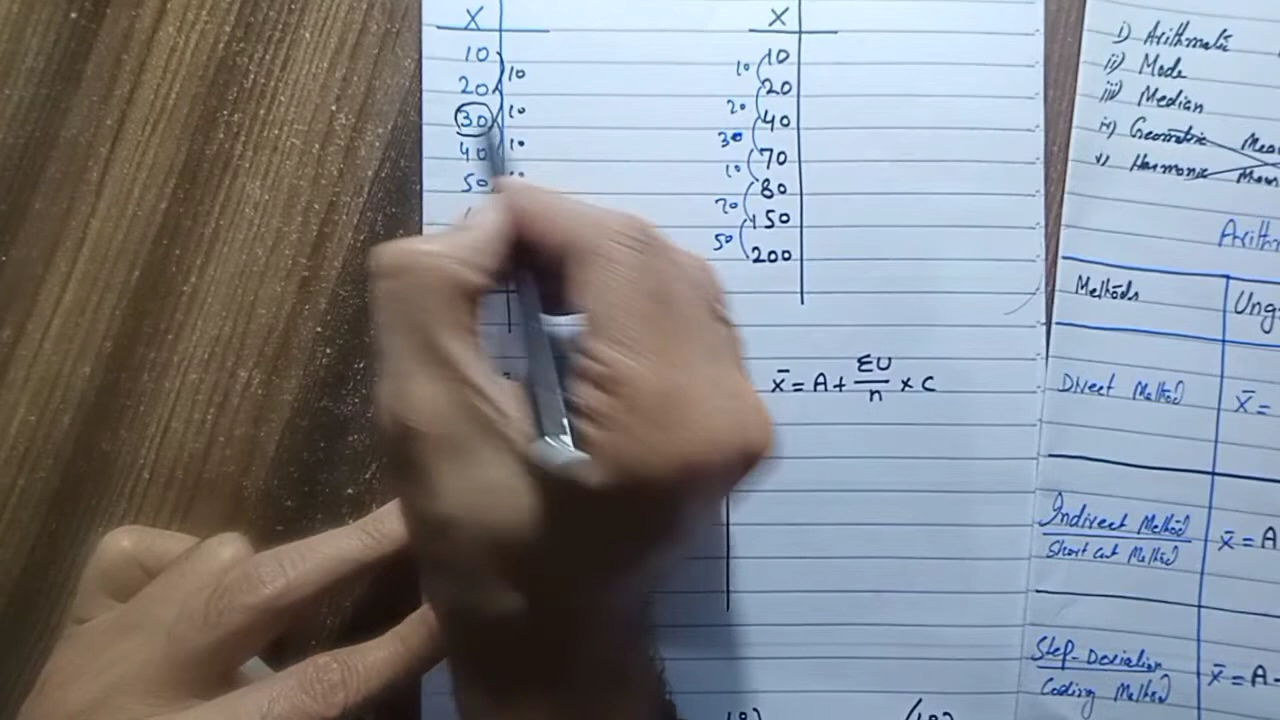 X
10
10
20
10
30
10
40
50
X
10
10
20
20
40
30
70
10
80
70
150
50
200
x̄ = A + ΣU/n × C
i) Arithmatic
ii) Mode
iii) Median
iv) Geometric
v) Harmonic
Methods
Direct Method
x̄ =
Indirect Method
Short cut Method
x̄ = A
Step-Deviation
Coding Method
x̄ = A -